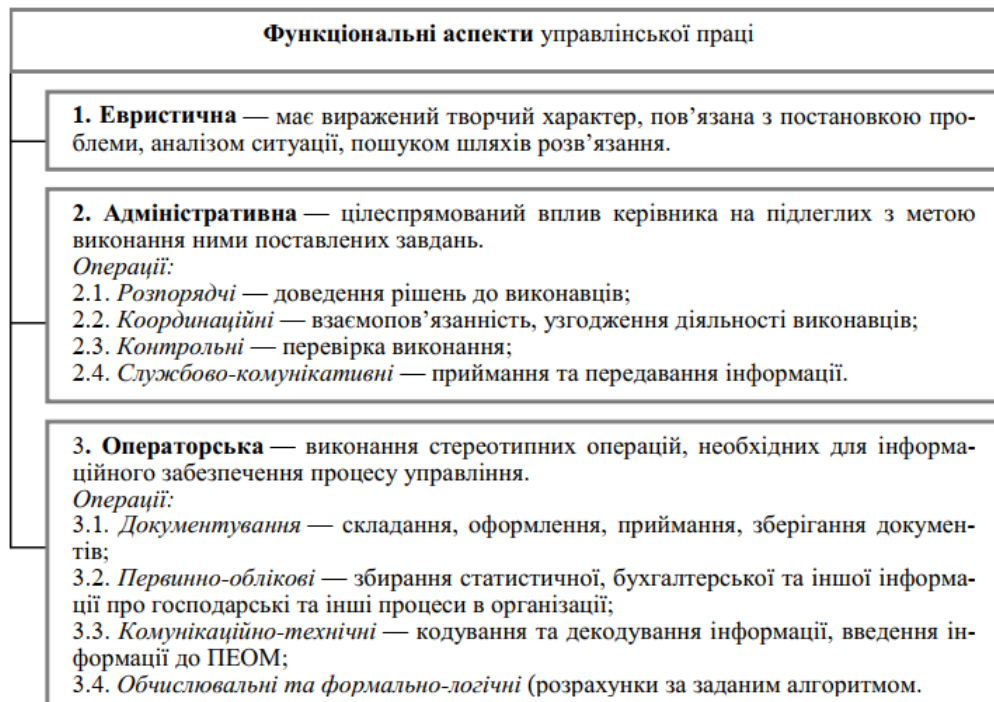 Функціональні аспекти управлінської праці
1. Евристична — має виражений творчий характер, пов’язана з постановкою про-
блеми, аналізом ситуації, пошуком шляхів розв’язання.
2. Адміністративна — цілеспрямований вплив керівника на підлеглих з метою
виконання ними поставлених завдань.
Операції:
2.1. Розпорядчі — доведення рішень до виконавців;
2.2. Координаційні — взаємопов’язанність, узгодження діяльності виконавців;
2.3. Контрольні — перевірка виконання;
2.4. Службово-комунікативні — приймання та передавання інформації.
3. Операторська — виконання стереотипних операцій, необхідних для інформа-
ційного забезпечення процесу управління.
Операції:
3.1. Документування — складання, оформлення, приймання, зберігання докумен-
тів;
3.2. Первинно-облікові — збирання статистичної, бухгалтерської та іншої інформа-
ції про господарські та інші процеси в організації;
3.3. Комунікаційно-технічні — кодування та декодування інформації, введення ін-
формації до ПЕОМ;
3.4. Обчислювальні та формально-логічні (розрахунки за заданим алгоритмом.